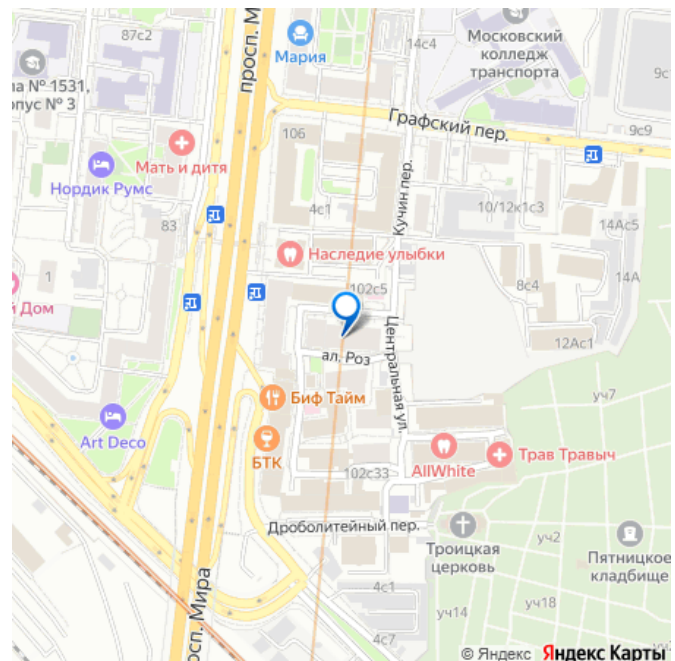 87с2
просп. М
Мария
14с4
Московский
колледж
транспорта
9с
ла № 1531,
рпус № 3
Графский пер.
9с9
106
Мать и дитя
Нордик Румс
Кучин пер.
4с1
10/12к1с3
83
14Ас5
Наследие улыбки
1
14А
8с4
102с5
й Дом
12Ас1
Центральная ул.
ал. Роз
уч7
Биф Тайм
Art Deco
БТК
AllWhite
Трав Травыч
102с33
Дроболитейный пер.
Троицкая
церковь
уч2
Пятницкое
кладбище
4с1
уч18
уч14
осп. Мира
4с7
© Яндекс Яндекс Карты